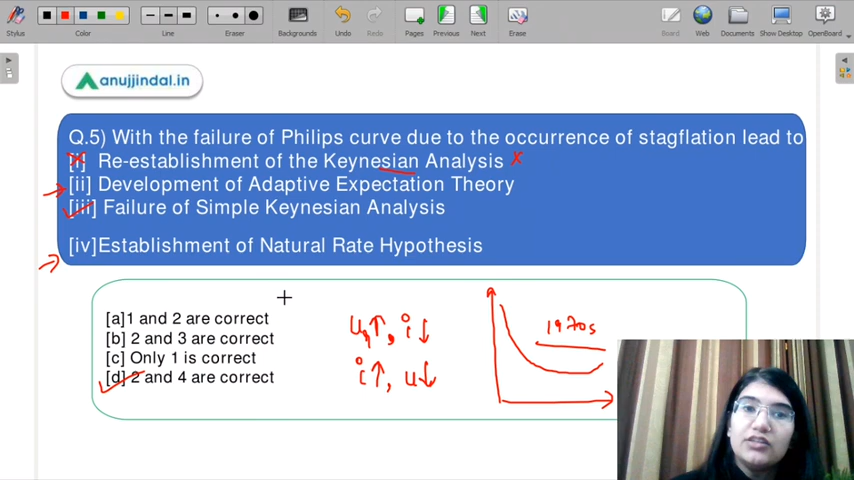 Stylus
Color
Line
Eraser
Backgrounds
Undo
Redo
Pages
Previous
Next
Erase
Board
Web
Documents
Show Desktop
OpenBoard
anujjindal.in
Q.5) With the failure of Philips curve due to the occurrence of stagflation lead to
[i] Re-establishment of the Keynesian Analysis x
[ii] Development of Adaptive Expectation Theory
[iii] Failure of Simple Keynesian Analysis
[iv]Establishment of Natural Rate Hypothesis
[a]1 and 2 are correct
[b] 2 and 3 are correct
[c] Only 1 is correct
[d] 2 and 4 are correct
u↑, i↓
i↑, u↓
1970s